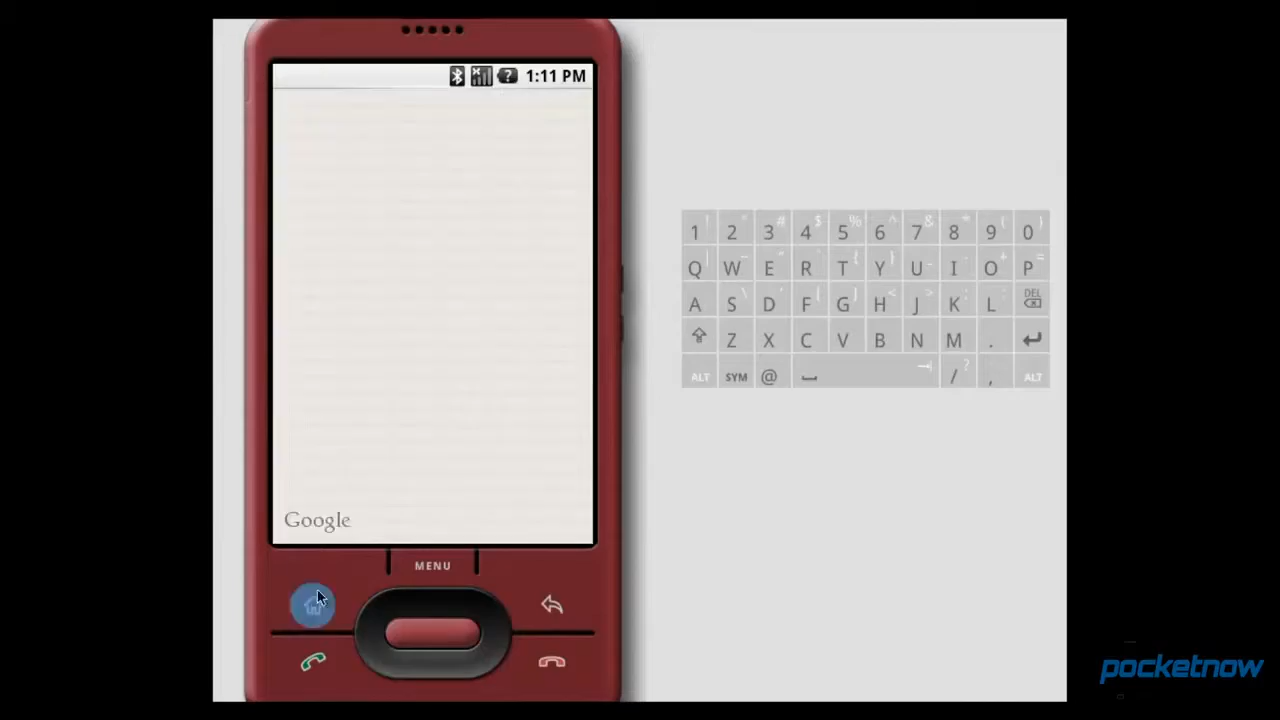 1:11 PM
1 ! 2 " 3 # 4 $ 5 % 6 ^ 7 & 8 * 9 ( 0 )
Q | W ~ E " R ` T { Y } U - I - O + P =
A S \ D ' F [ G ] H < J > K ; L : DEL
Z X C V B N M .
ALT SYM @ / ? , ALT
Google
MENU
pocketnow